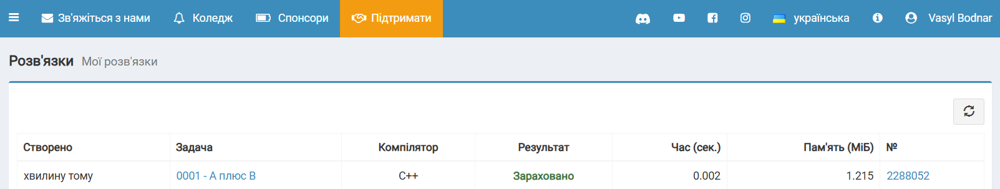 Зв'яжіться з нами Коледж Спонсори Підтримати українська Vasyl Bodnar
Розв'язки Мої розв'язки
Створено Задача Компілятор Результат Час (сек.) Пам'ять (МіБ) №
хвилину тому 0001 - А плюс В C++ Зараховано 0.002 1.215 2288052